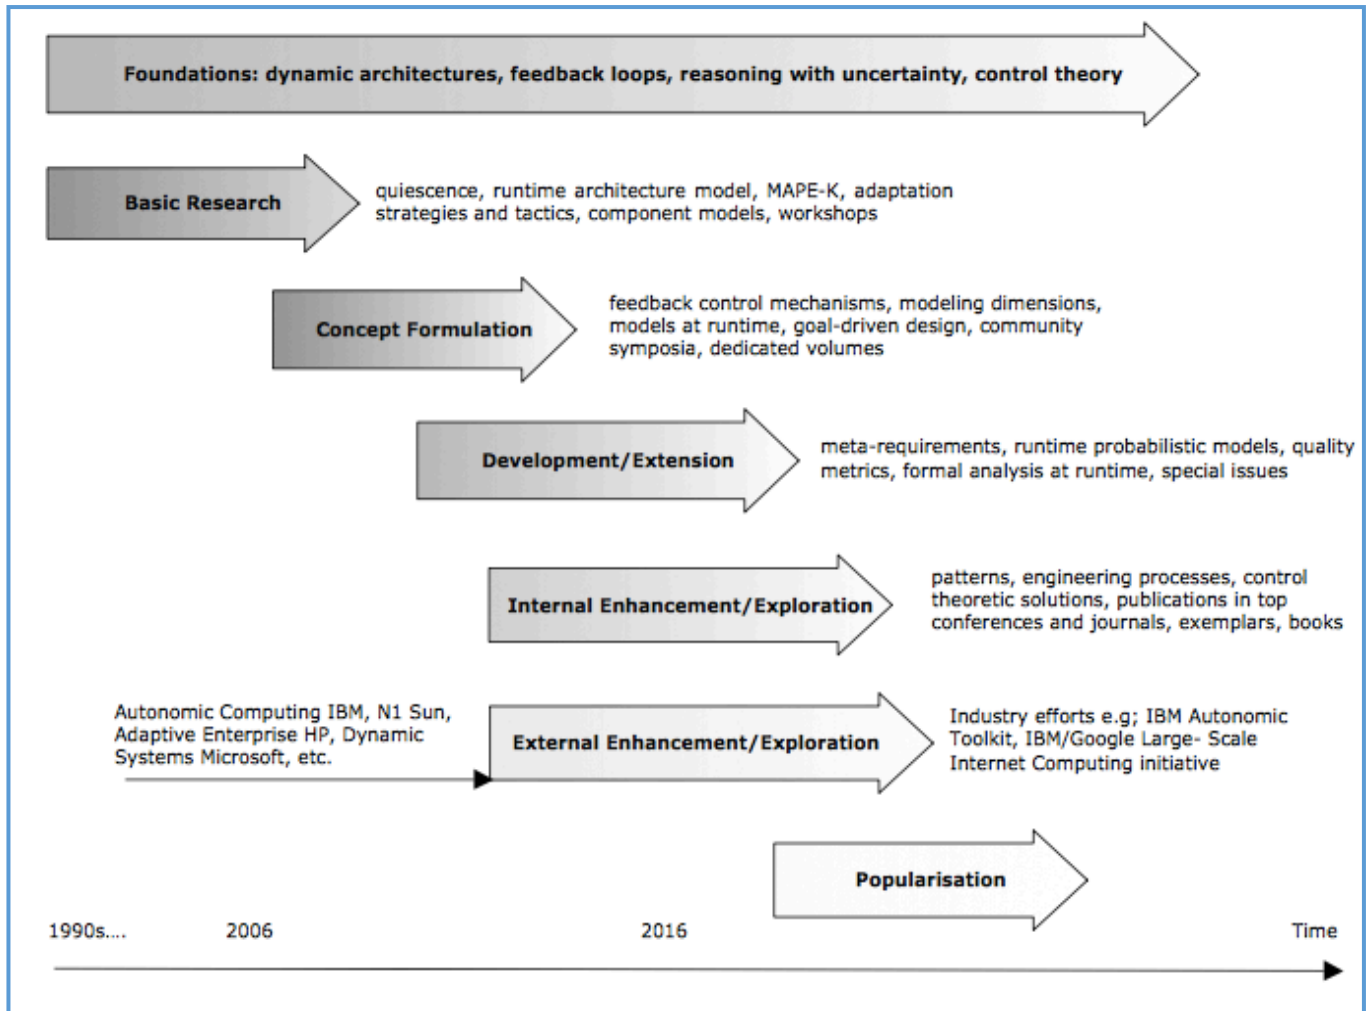 Foundations: dynamic architectures, feedback loops, reasoning with uncertainty, control theory
Basic Research
quiescence, runtime architecture model, MAPE-K, adaptation
strategies and tactics, component models, workshops
Concept Formulation
feedback control mechanisms, modeling dimensions,
models at runtime, goal-driven design, community
symposia, dedicated volumes
Development/Extension
meta-requirements, runtime probabilistic models, quality
metrics, formal analysis at runtime, special issues
Internal Enhancement/Exploration
patterns, engineering processes, control
theoretic solutions, publications in top
conferences and journals, exemplars, books
Autonomic Computing IBM, N1 Sun,
Adaptive Enterprise HP, Dynamic
Systems Microsoft, etc.
External Enhancement/Exploration
Industry efforts e.g; IBM Autonomic
Toolkit, IBM/Google Large- Scale
Internet Computing initiative
Popularisation
1990s.... 2006 2016 Time